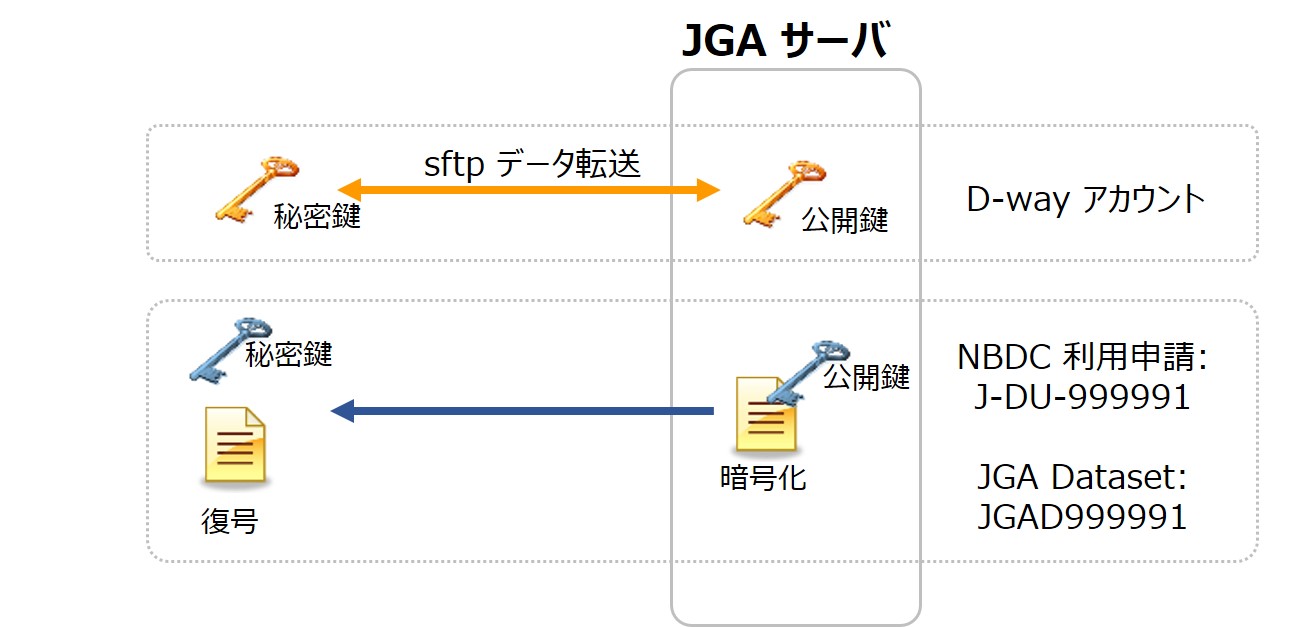 JGA サーバ
sftp データ転送
秘密鍵
公開鍵
D-way アカウント
秘密鍵
公開鍵
暗号化
復号
NBDC 利用申請:
J-DU-999991
JGA Dataset:
JGAD999991